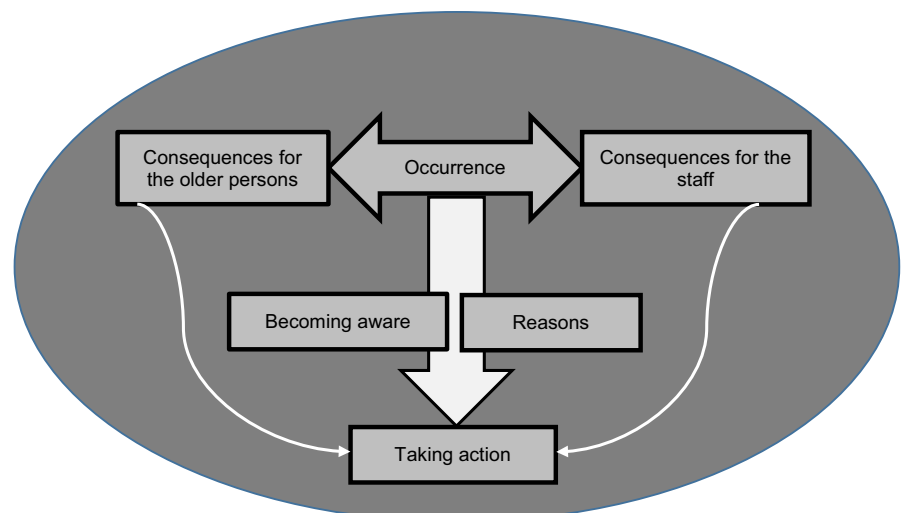 Consequences for
the older persons
Occurrence
Consequences for the
staff
Becoming aware
Reasons
Taking action